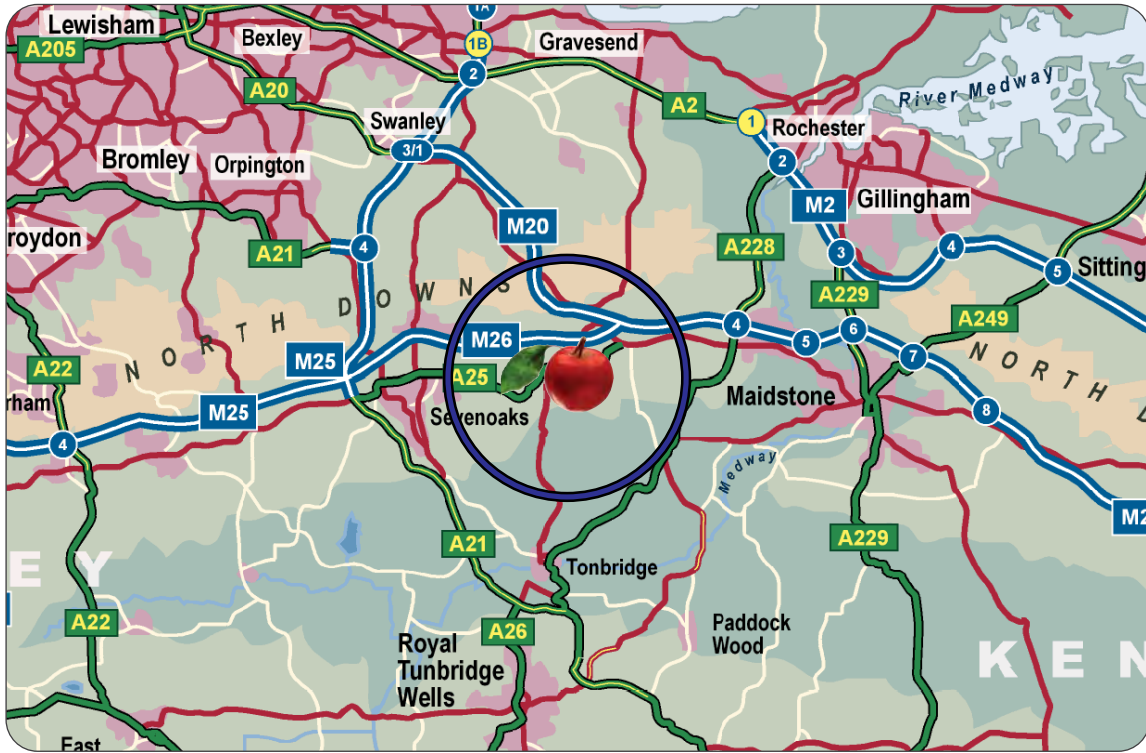 1A
Lewisham
A205
Bexley
1B
Gravesend
2
A20
A2
1
Rochester
River Medway
Swanley
3/1
2
Bromley
Orpington
M2
Gillingham
M20
roydon
A21
4
A228
3
4
5
Sitting
A229
NORTH DOWNS
A249
M26
4
5
6
7
NORTH D
A22
M25
A25
rham
M25
Sevenoaks
Maidstone
8
4
Medway
M2
A21
A229
EY
Tonbridge
A22
A26
Royal
Tunbridge
Wells
Paddock
Wood
KEN
East